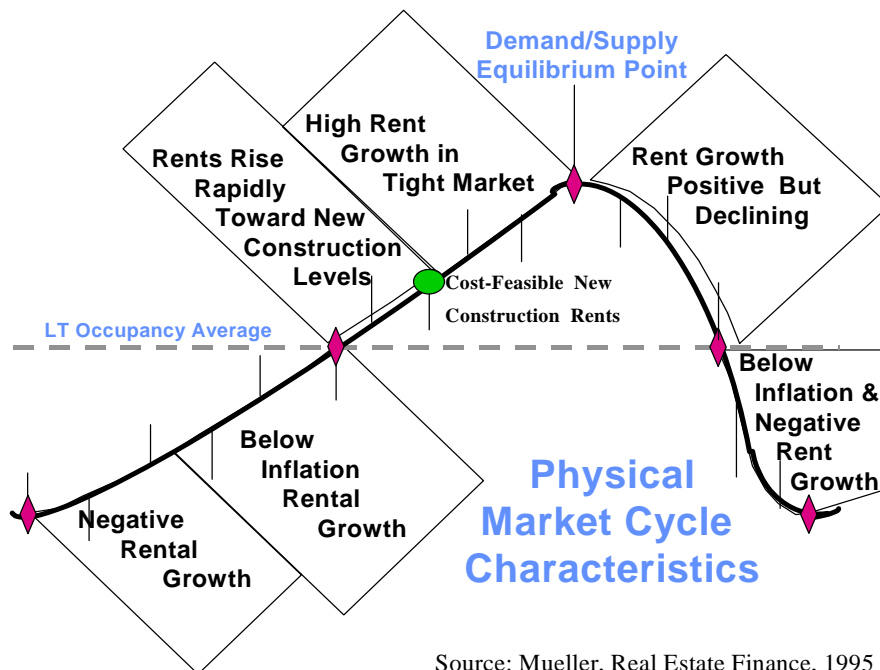 Demand/Supply
Equilibrium Point
High Rent
Growth in
Tight Market
Rents Rise
Rapidly
Toward New
Construction
Levels
Rent Growth
Positive But
Declining
Cost-Feasible New
Construction Rents
LT Occupancy Average
Below
Inflation &
Negative
Rent
Growth
Below
Inflation
Rental
Growth
Negative
Rental
Growth
Physical
Market Cycle
Characteristics
Source: Mueller, Real Estate Finance, 1995